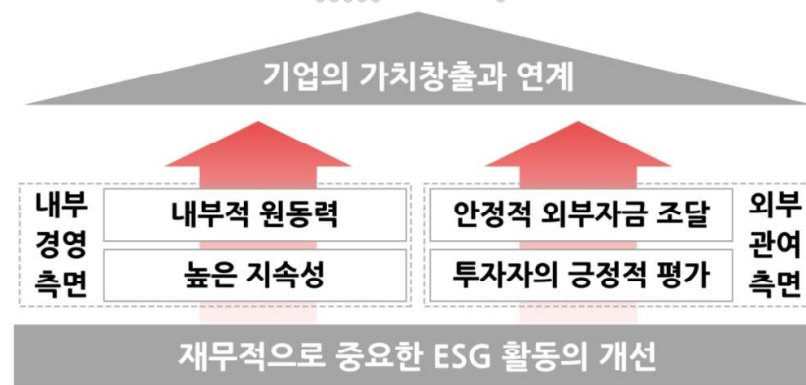 기업의 가치창출과 연계
내부
경영
측면
내부적 원동력
높은 지속성
안정적 외부자금 조달
투자자의 긍정적 평가
외부
관여
측면
재무적으로 중요한 ESG 활동의 개선